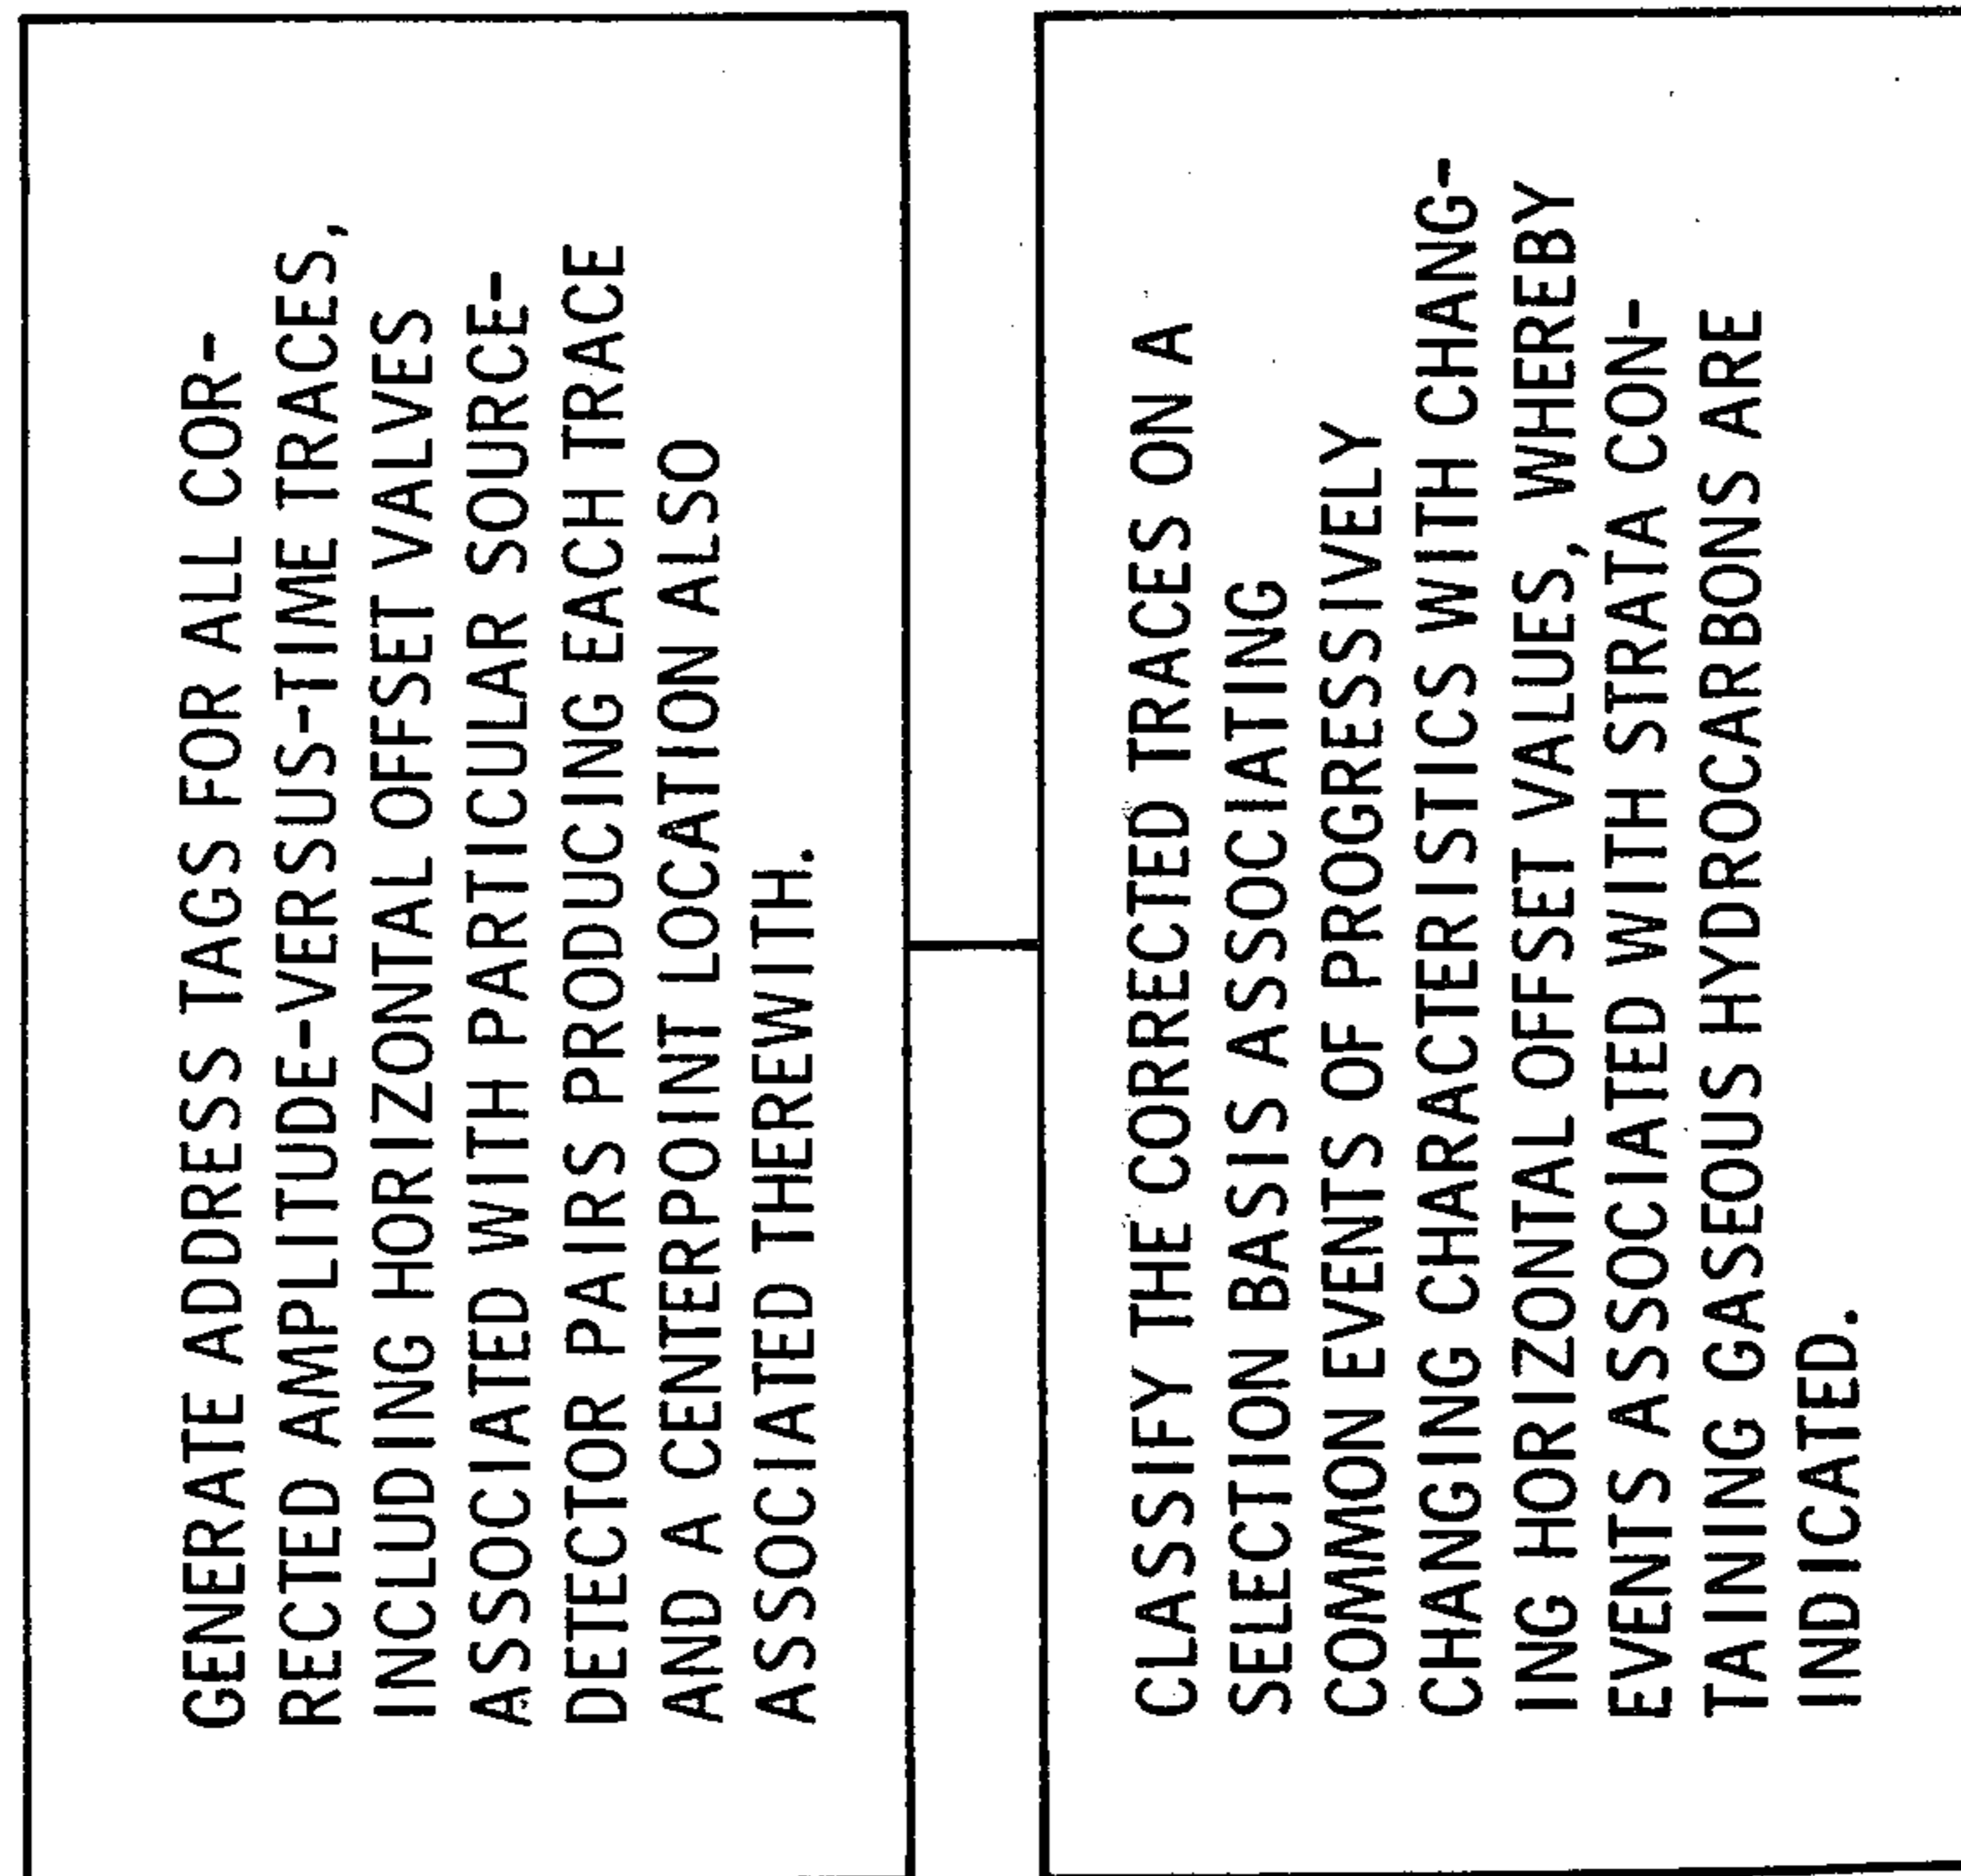 GENERATE ADDRESS TAGS FOR ALL COR-
RECTED AMPLITUDE-VERSUS-TIME TRACES,
INCLUDING HORIZONTAL OFFSET VALVES
ASSOCIATED WITH PARTICULAR SOURCE-
DETECTOR PAIRS PRODUCING EACH TRACE
AND A CENTERPOINT LOCATION ALSO
ASSOCIATED THEREWITH.
CLASSIFY THE CORRECTED TRACES ON A
SELECTION BASIS ASSOCIATING
COMMON EVENTS OF PROGRESSIVELY
CHANGING CHARACTERISTICS WITH CHANG-
ING HORIZONTAL OFFSET VALUES, WHEREBY
EVENTS ASSOCIATED WITH STRATA CON-
TAINING GASEOUS HYDROCARBONS ARE
INDICATED.